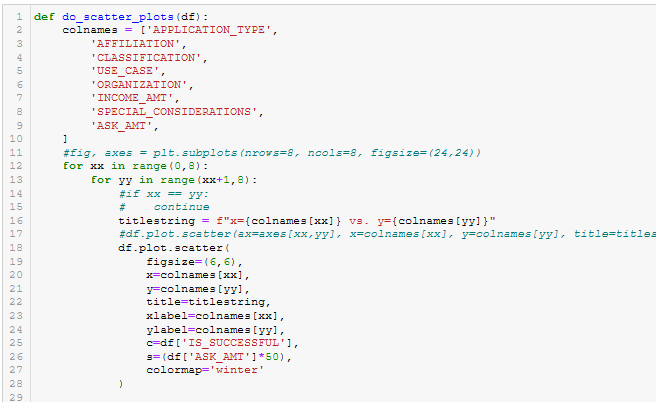 1 def do_scatter_plots(df):
2     colnames = ['APPLICATION_TYPE',
3         'AFFILIATION',
4         'CLASSIFICATION',
5         'USE_CASE',
6         'ORGANIZATION',
7         'INCOME_AMT',
8         'SPECIAL_CONSIDERATIONS',
9         'ASK_AMT',
10     ]
11     #fig, axes = plt.subplots(nrows=8, ncols=8, figsize=(24,24))
12     for xx in range(0,8):
13         for yy in range(xx+1,8):
14             #if xx == yy:
15             #    continue
16             titlestring = f"x={colnames[xx]} vs. y={colnames[yy]}"
17             #df.plot.scatter(ax=axes[xx,yy], x=colnames[xx], y=colnames[yy], title=titles
18             df.plot.scatter(
19                 figsize=(6,6),
20                 x=colnames[xx],
21                 y=colnames[yy],
22                 title=titlestring,
23                 xlabel=colnames[xx],
24                 ylabel=colnames[yy],
25                 c=df['IS_SUCCESSFUL'],
26                 s=(df['ASK_AMT']*50),
27                 colormap='winter'
28             )
29